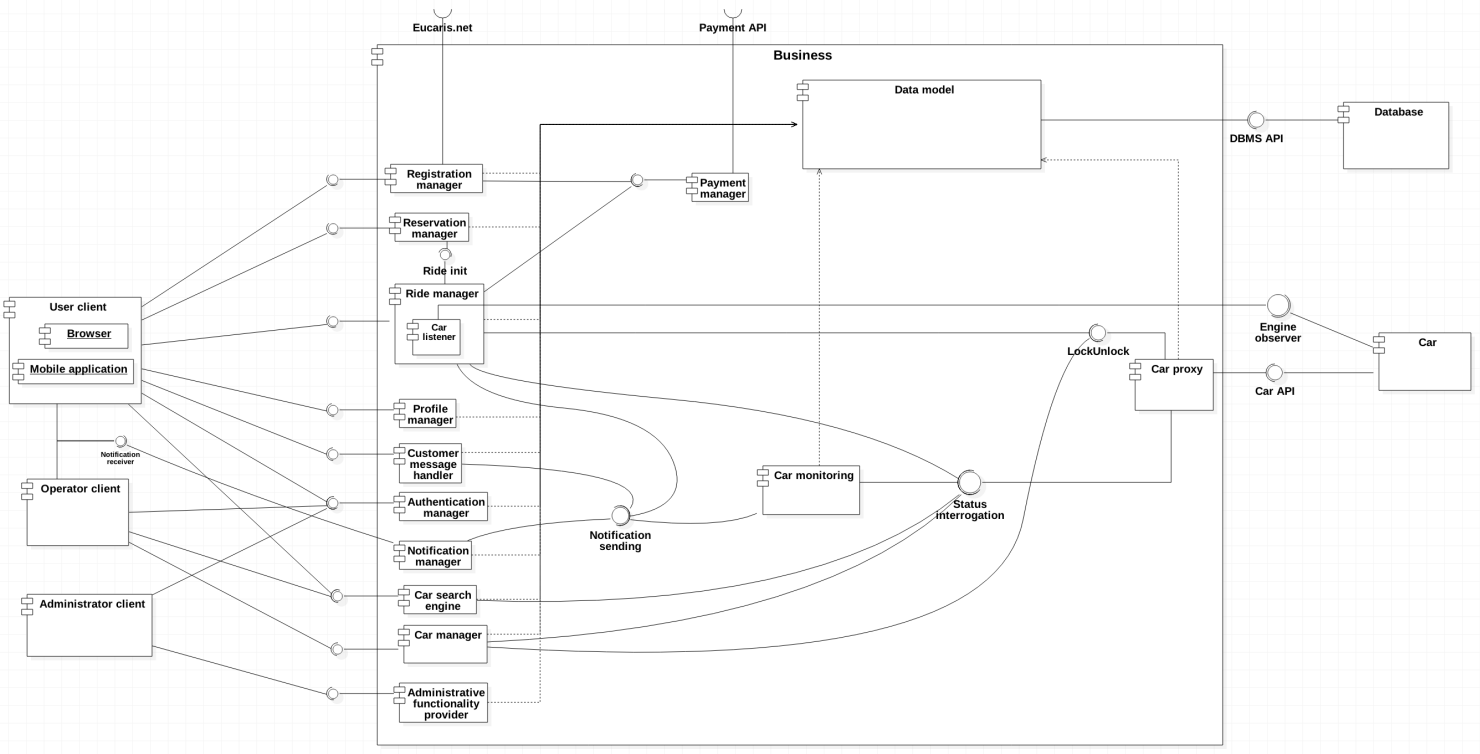 Eucaris.net
Payment API
Business
Data model
Database
DBMS API
Registration
manager
Payment
manager
Reservation
manager
Ride init
Ride manager
Car
listener
User client
Browser
Mobile application
Engine
observer
LockUnlock
Car
Car proxy
Car API
Profile
manager
Notification
receiver
Customer
message
handler
Car monitoring
Operator client
Authentication
manager
Status
interrogation
Notification
sending
Notification
manager
Car search
engine
Administrator client
Car manager
Administrative
functionality
provider